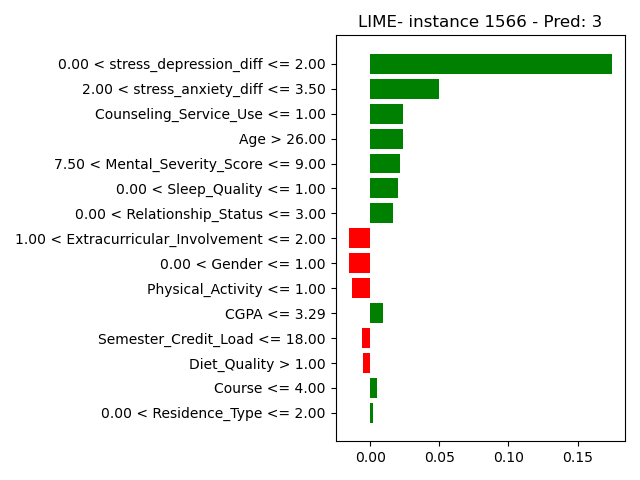 LIME- instance 1566 - Pred: 3
0.00 < stress_depression_diff <= 2.00
2.00 < stress_anxiety_diff <= 3.50
Counseling_Service_Use <= 1.00
Age > 26.00
7.50 < Mental_Severity_Score <= 9.00
0.00 < Sleep_Quality <= 1.00
0.00 < Relationship_Status <= 3.00
1.00 < Extracurricular_Involvement <= 2.00
0.00 < Gender <= 1.00
Physical_Activity <= 1.00
CGPA <= 3.29
Semester_Credit_Load <= 18.00
Diet_Quality > 1.00
Course <= 4.00
0.00 < Residence_Type <= 2.00
0.00 0.05 0.10 0.15